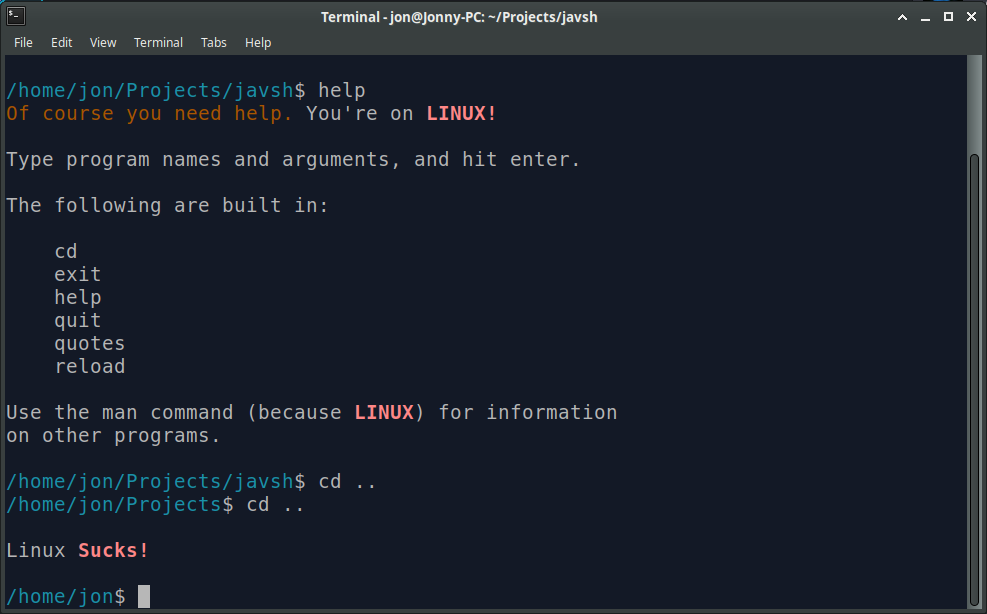 Terminal - jon@Jonny-PC: ~/Projects/javsh
File Edit View Terminal Tabs Help
/home/jon/Projects/javsh$ help
Of course you need help. You're on LINUX!
Type program names and arguments, and hit enter.
The following are built in:
cd
exit
help
quit
quotes
reload
Use the man command (because LINUX) for information
on other programs.
/home/jon/Projects/javsh$ cd ..
/home/jon/Projects$ cd ..
Linux Sucks!
/home/jon$